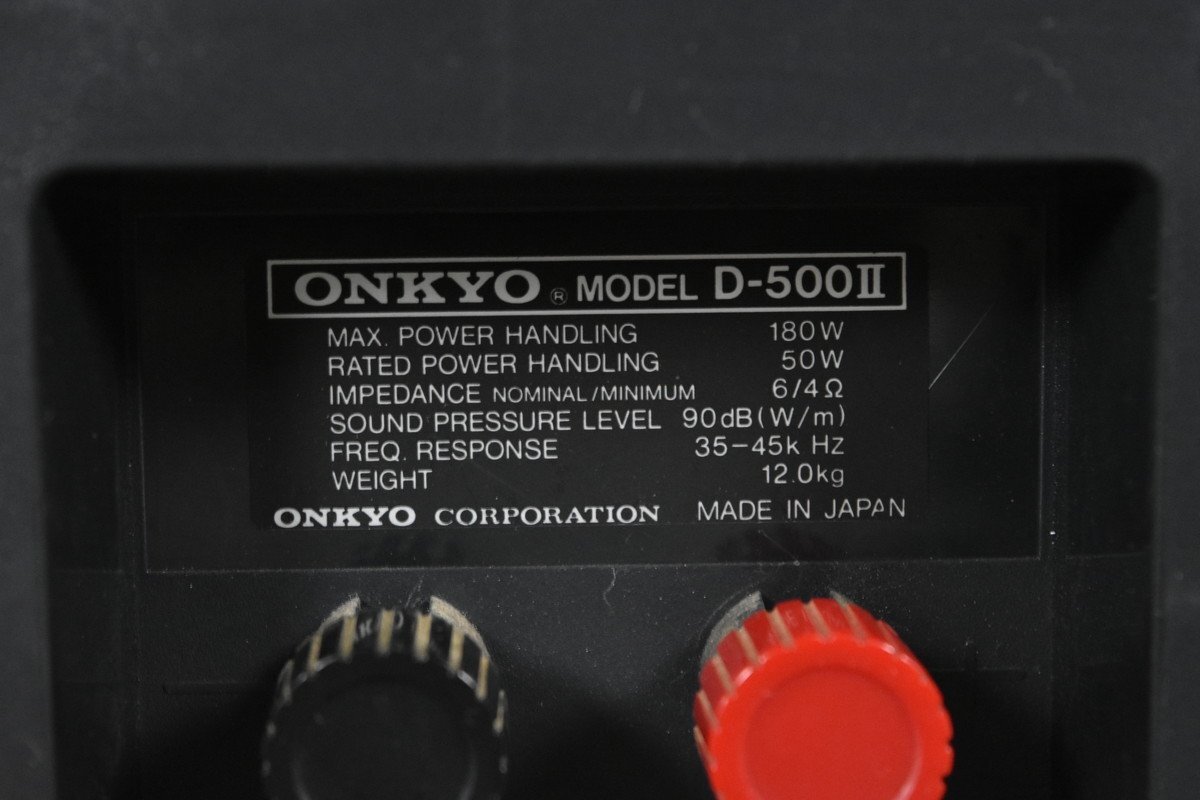 ONKYO ® MODEL D-500II
MAX. POWER HANDLING 180W
RATED POWER HANDLING 50W
IMPEDANCE NOMINAL/MINIMUM 6/4Ω
SOUND PRESSURE LEVEL 90dB(W/m)
FREQ. RESPONSE 35-45k Hz
WEIGHT 12.0kg
ONKYO CORPORATION MADE IN JAPAN